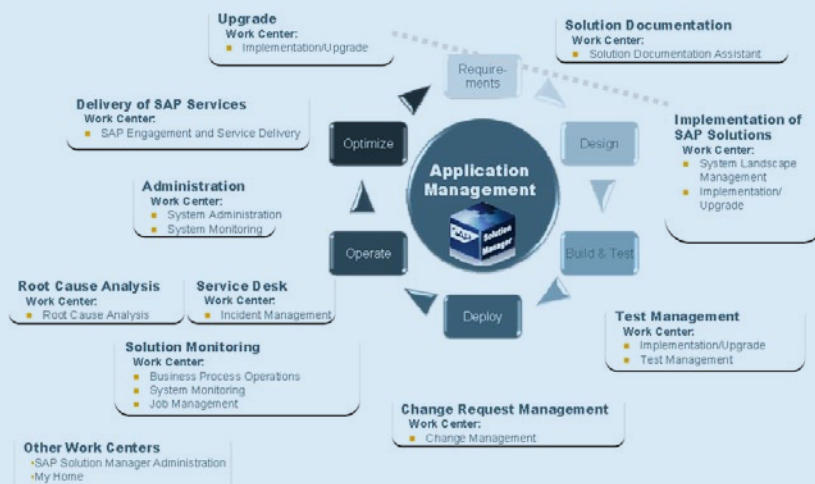 Upgrade
Work Center:
Implementation/Upgrade
Solution Documentation
Work Center:
Solution Documentation Assistant
Require-
ments
Delivery of SAP Services
Work Center:
SAP Engagement and Service Delivery
Optimize
Design
Implementation of
SAP Solutions
Work Center:
System Landscape
Management
Implementation/
Upgrade
Application
Management
SAP
Solution
Manager
Administration
Work Center:
System Administration
System Monitoring
Operate
Build & Test
Root Cause Analysis
Work Center:
Root Cause Analysis
Service Desk
Work Center:
Incident Management
Deploy
Test Management
Work Center:
Implementation/Upgrade
Test Management
Solution Monitoring
Work Center:
Business Process Operations
System Monitoring
Job Management
Change Request Management
Work Center:
Change Management
Other Work Centers
SAP Solution Manager Administration
My Home